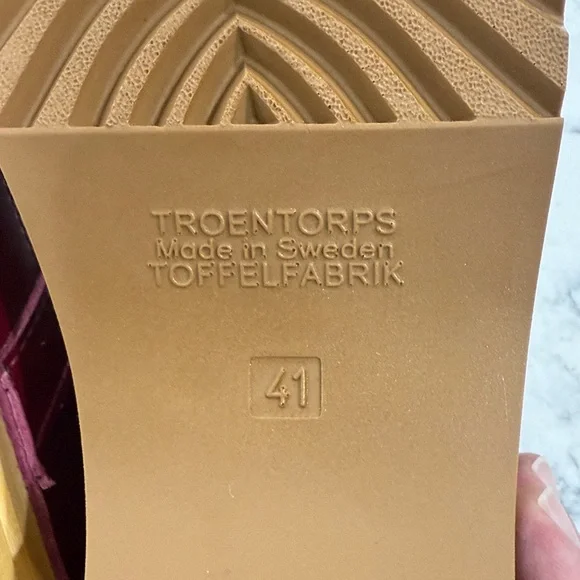 TROENTORPS
Made in Sweden
TOFFELFABRIK
41